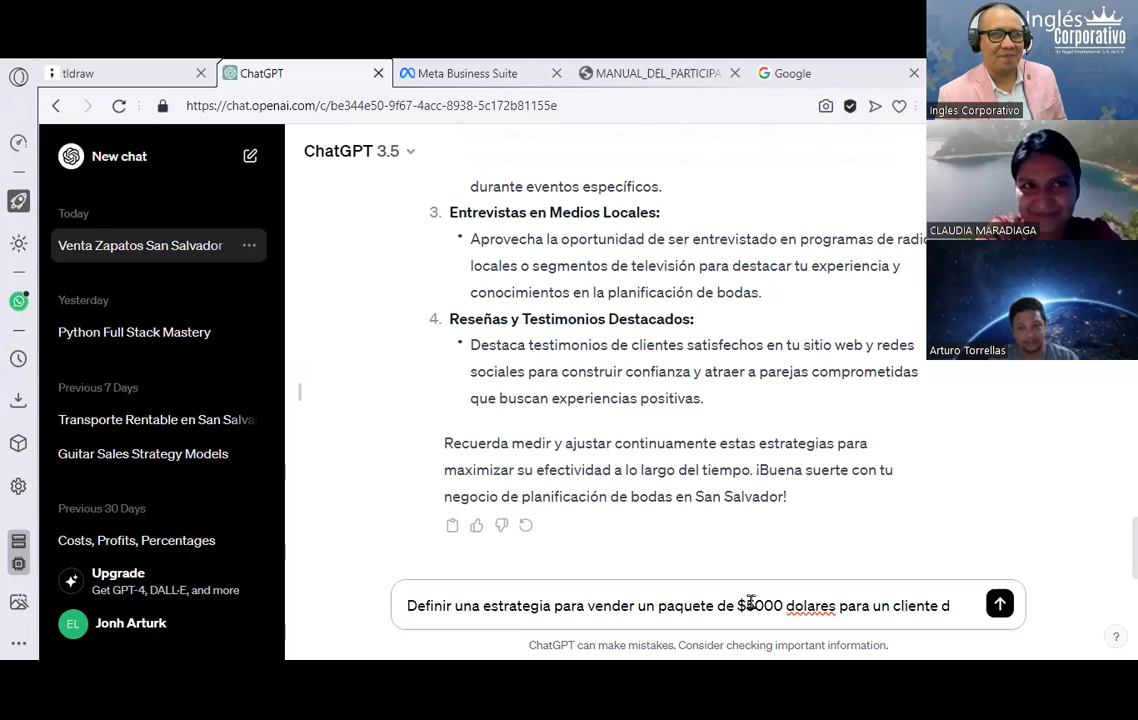 Inglés
Corporativo
By Regal International S.A. de C.V.
tldraw
ChatGPT
Meta Business Suite
MANUAL_DEL_PARTICIPA
Google
https://chat.openai.com/c/be344e50-9f67-4acc-8938-5c172b81155e
Ingles Corporativo
New chat
ChatGPT 3.5
durante eventos específicos.
Today
3. Entrevistas en Medios Locales:
CLAUDIA MARADIAGA
Venta Zapatos San Salvador
Aprovecha la oportunidad de ser entrevistado en programas de radio
locales o segmentos de televisión para destacar tu experiencia y
conocimientos en la planificación de bodas.
Yesterday
4. Reseñas y Testimonios Destacados:
Python Full Stack Mastery
Destaca testimonios de clientes satisfechos en tu sitio web y redes
Arturo Torrellas
sociales para construir confianza y atraer a parejas comprometidas
que buscan experiencias positivas.
Previous 7 Days
Transporte Rentable en San Salva
Guitar Sales Strategy Models
Recuerda medir y ajustar continuamente estas estrategias para
maximizar su efectividad a lo largo del tiempo. ¡Buena suerte con tu
negocio de planificación de bodas en San Salvador!
Previous 30 Days
Costs, Profits, Percentages
Upgrade
Get GPT-4, DALL·E, and more
EL
Jonh Arturk
Definir una estrategia para vender un paquete de $5000 dolares para un cliente d
ChatGPT can make mistakes. Consider checking important information.
?